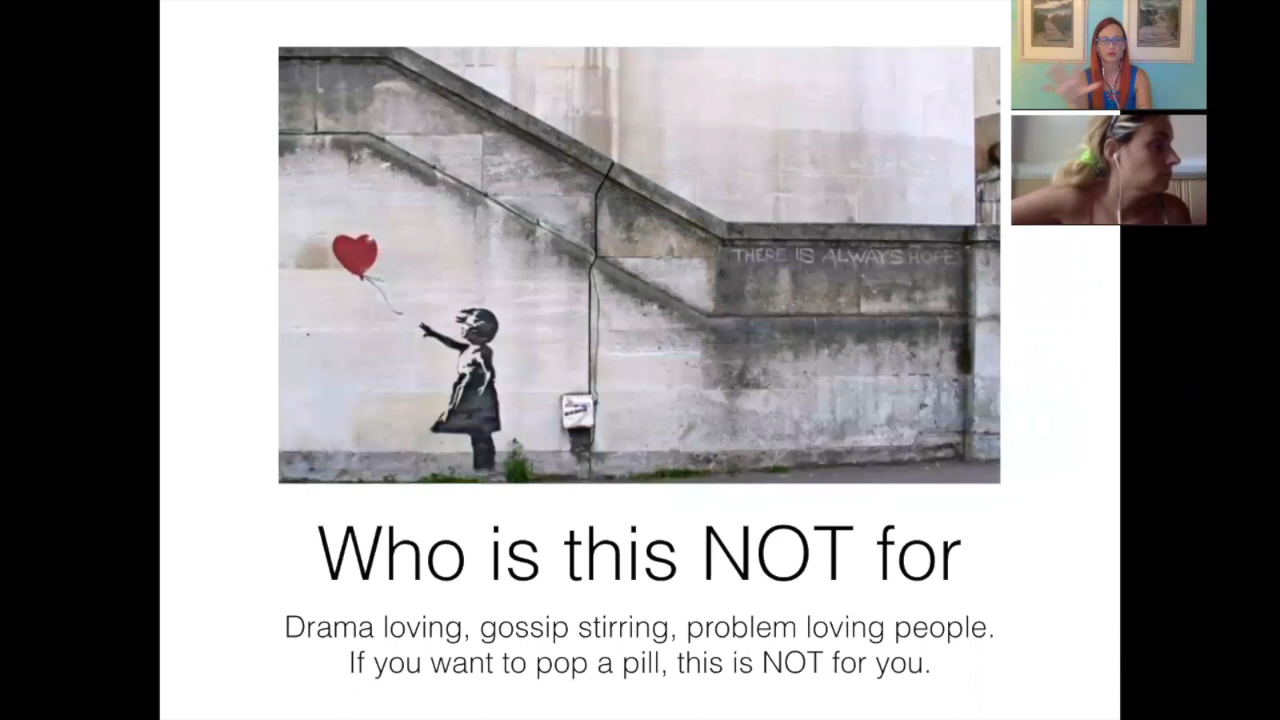 THERE IS ALWAYS HOPE
Who is this NOT for
Drama loving, gossip stirring, problem loving people.
If you want to pop a pill, this is NOT for you.